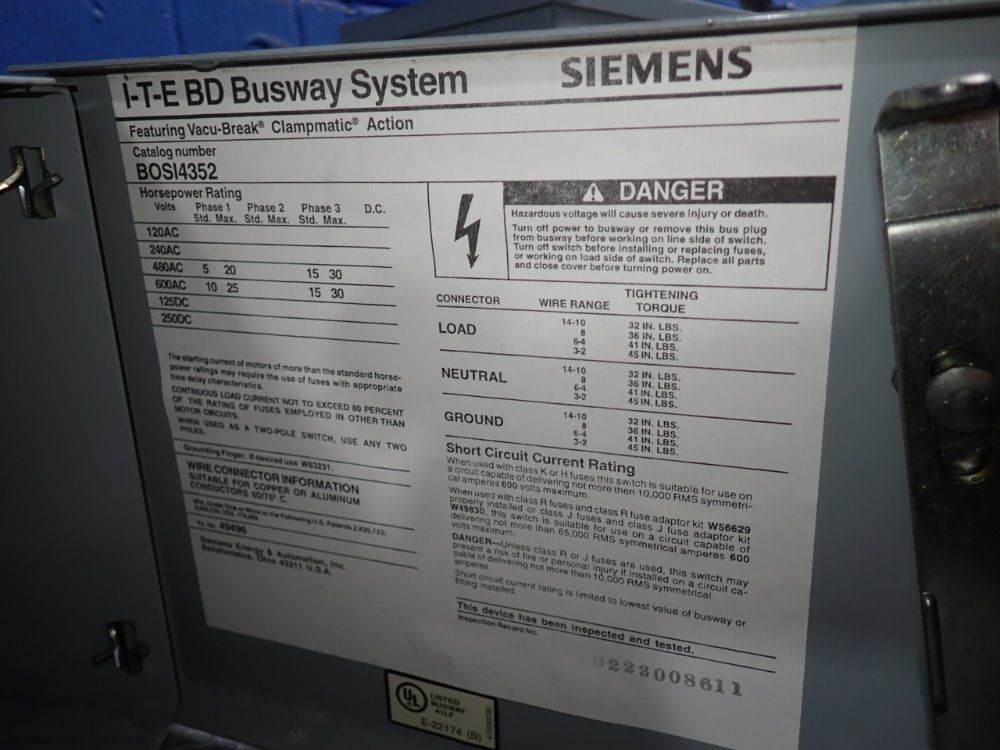 I-T-E BD Busway System
SIEMENS
Featuring Vacu-Break® Clampmatic® Action
Catalog number
BOSI4352
Horsepower Rating
Volts Phase 1 Phase 2 Phase 3 D.C.
Std. Max. Std. Max. Std. Max.
120AC
240AC
480AC 5 20 15 30
600AC 10 25 15 30
125DC
250DC
The starting current of motors of more than the standard horse-
power ratings may require the use of fuses with appropriate
time delay characteristics.
CONTINUOUS LOAD CURRENT NOT TO EXCEED 80 PERCENT
OF THE RATING OF FUSES EMPLOYED IN OTHER THAN
MOTOR CIRCUITS.
WHEN USED AS A TWO-POLE SWITCH, USE ANY TWO
POLES.
Grounding Finger: If desired use W63231.
WIRE CONNECTOR INFORMATION
SUITABLE FOR COPPER OR ALUMINUM
CONDUCTORS 60/75° C.
Mfg. Under One or More of the Following U.S. Patents
49496
Siemens Energy & Automation, Inc.
Bellefontaine, Ohio 43311 U.S.A.
DANGER
Hazardous voltage will cause severe injury or death.
Turn off power to busway or remove this bus plug
from busway before working on line side of switch.
Turn off switch before installing or replacing fuses,
or working on load side of switch. Replace all parts
and close cover before turning power on.
CONNECTOR WIRE RANGE TIGHTENING
TORQUE
LOAD 14-10 32 IN. LBS.
8 36 IN. LBS.
6-4 41 IN. LBS.
3-2 45 IN. LBS.
NEUTRAL 14-10 32 IN. LBS.
8 36 IN. LBS.
6-4 41 IN. LBS.
3-2 45 IN. LBS.
GROUND 14-10 32 IN. LBS.
8 36 IN. LBS.
6-4 41 IN. LBS.
3-2 45 IN. LBS.
Short Circuit Current Rating
When used with class K or H fuses this switch is suitable for use on
a circuit capable of delivering not more then 10,000 RMS symmetri-
cal amperes 600 volts maximum.
When used with class R fuses and class R fuse adaptor kit W56629
properly installed or class J fuses and class J fuse adaptor kit
W49830, this switch is suitable for use on a circuit capable of
delivering not more than 65,000 RMS symmetrical amperes 600
volts maximum.
DANGER—Unless class R or J fuses are used, this switch may
present a risk of fire or personal injury if installed on a circuit ca-
pable of delivering not more than 10,000 RMS symmetrical
amperes.
Short circuit current rating is limited to lowest value of busway or
fitting installed.
This device has been inspected and tested.
Inspection Record No.
0223008611
UL
LISTED
BUSWAY
41LF
E-22174 (B)